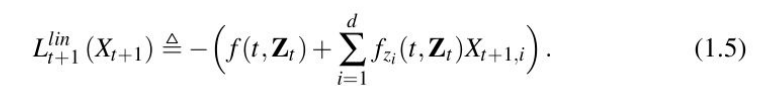 L^{lin}_{t+1}(X_{t+1}) ≜ −( f(t, Z_t) + ∑_{i=1}^{d} f_{z_i}(t, Z_t) X_{t+1,i} ). (1.5)